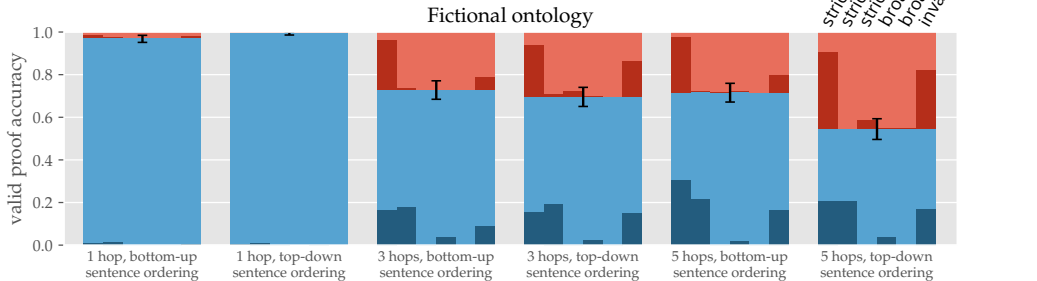 Fictional ontology
valid proof accuracy
1.0
0.8
0.6
0.4
0.2
0.0
1 hop, bottom-up
sentence ordering
1 hop, top-down
sentence ordering
3 hops, bottom-up
sentence ordering
3 hops, top-down
sentence ordering
5 hops, bottom-up
sentence ordering
5 hops, top-down
sentence ordering